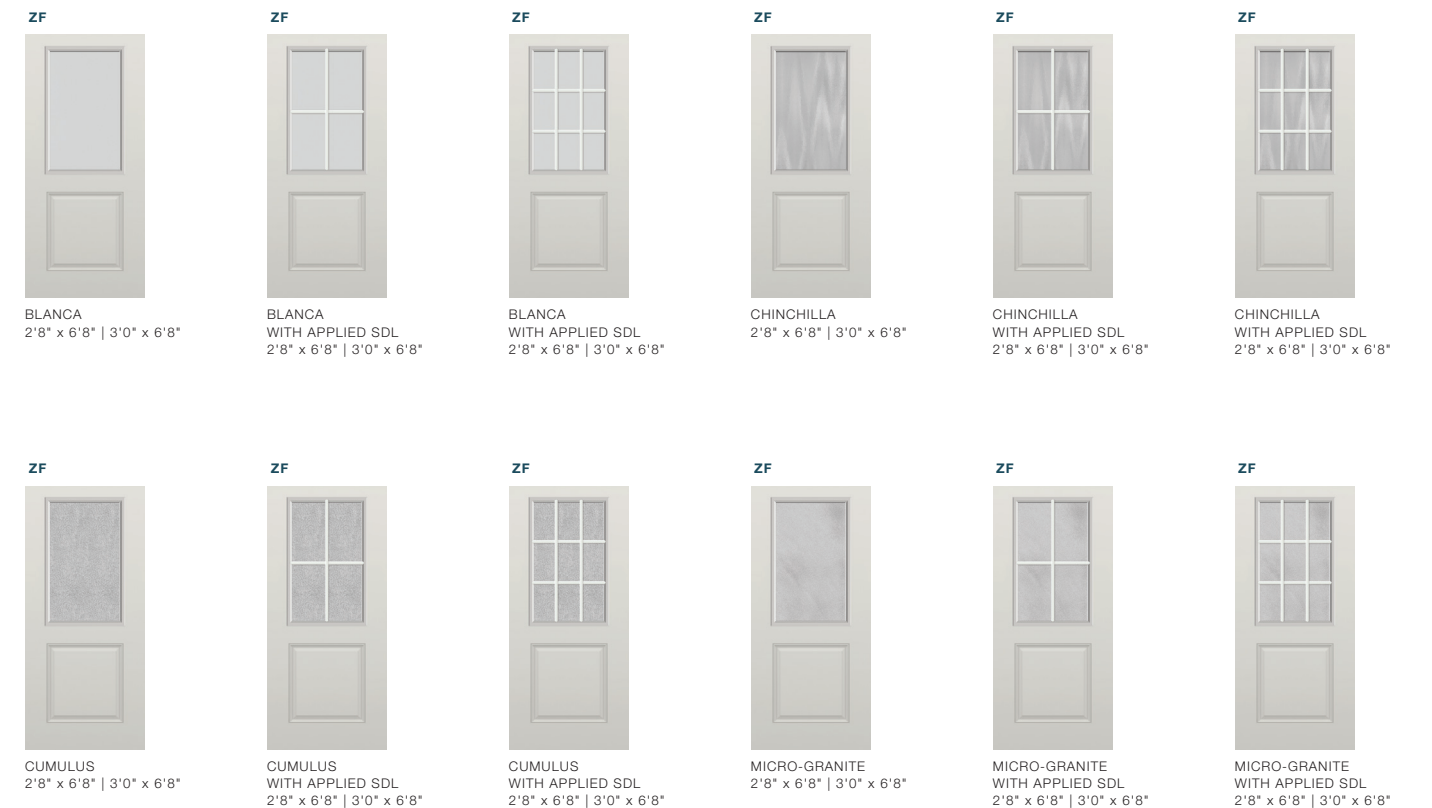 ZF
BLANCA
2'8" x 6'8" | 3'0" x 6'8"
ZF
BLANCA
WITH APPLIED SDL
2'8" x 6'8" | 3'0" x 6'8"
ZF
BLANCA
WITH APPLIED SDL
2'8" x 6'8" | 3'0" x 6'8"
ZF
CHINCHILLA
2'8" x 6'8" | 3'0" x 6'8"
ZF
CHINCHILLA
WITH APPLIED SDL
2'8" x 6'8" | 3'0" x 6'8"
ZF
CHINCHILLA
WITH APPLIED SDL
2'8" x 6'8" | 3'0" x 6'8"
ZF
CUMULUS
2'8" x 6'8" | 3'0" x 6'8"
ZF
CUMULUS
WITH APPLIED SDL
2'8" x 6'8" | 3'0" x 6'8"
ZF
CUMULUS
WITH APPLIED SDL
2'8" x 6'8" | 3'0" x 6'8"
ZF
MICRO-GRANITE
2'8" x 6'8" | 3'0" x 6'8"
ZF
MICRO-GRANITE
WITH APPLIED SDL
2'8" x 6'8" | 3'0" x 6'8"
ZF
MICRO-GRANITE
WITH APPLIED SDL
2'8" x 6'8" | 3'0" x 6'8"